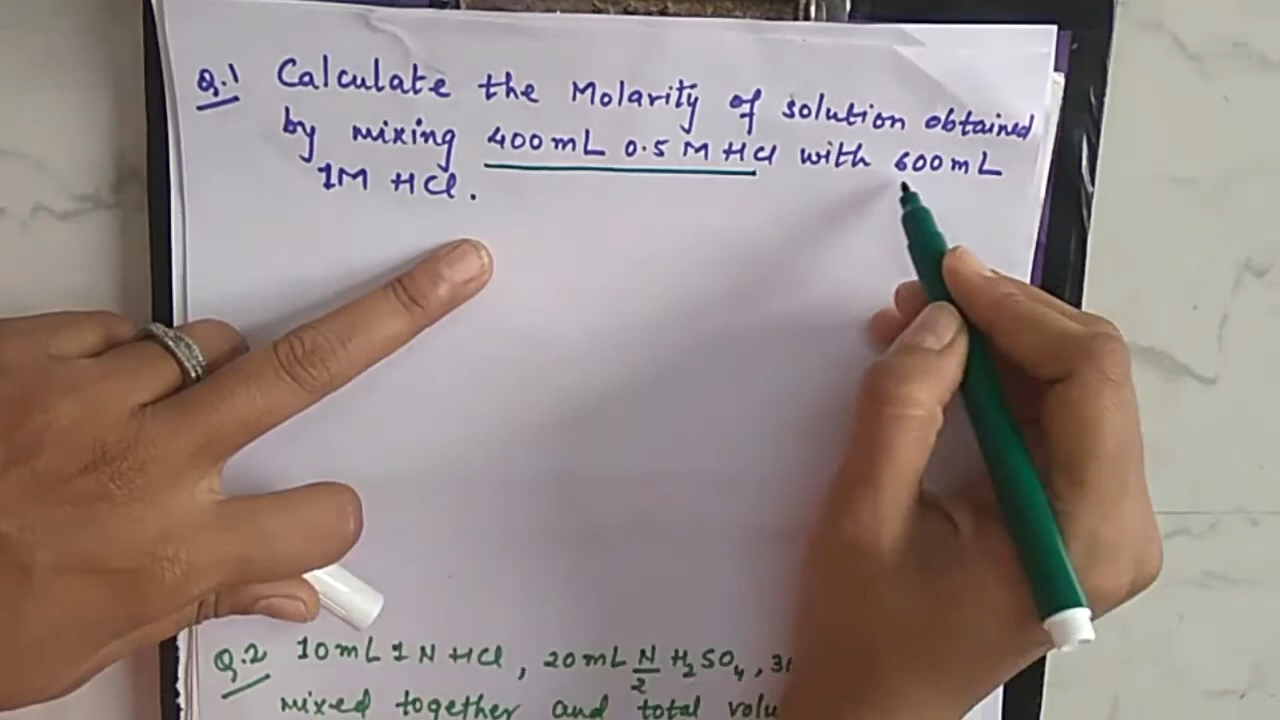 Q.1 Calculate the Molarity of solution obtained
by mixing 400mL 0.5 M HCl with 600mL
1M HCl.
Q.2 10mL 1N HCl, 20mL N/2 H₂SO₄,
mixed together and total